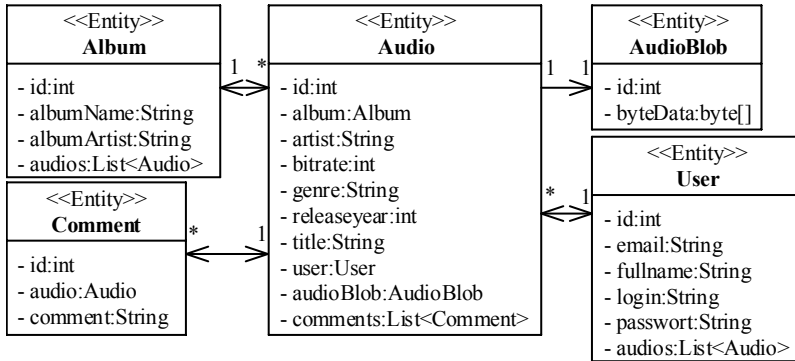 <<Entity>>
Album
- id:int
- albumName:String
- albumArtist:String
- audios:List<Audio>
<<Entity>>
Comment
- id:int
- audio:Audio
- comment:String
1
*
*
1
<<Entity>>
Audio
- id:int
- album:Album
- artist:String
- bitrate:int
- genre:String
- releaseyear:int
- title:String
- user:User
- audioBlob:AudioBlob
- comments:List<Comment>
1
1
*
1
<<Entity>>
AudioBlob
- id:int
- byteData:byte[]
<<Entity>>
User
- id:int
- email:String
- fullname:String
- login:String
- passwort:String
- audios:List<Audio>